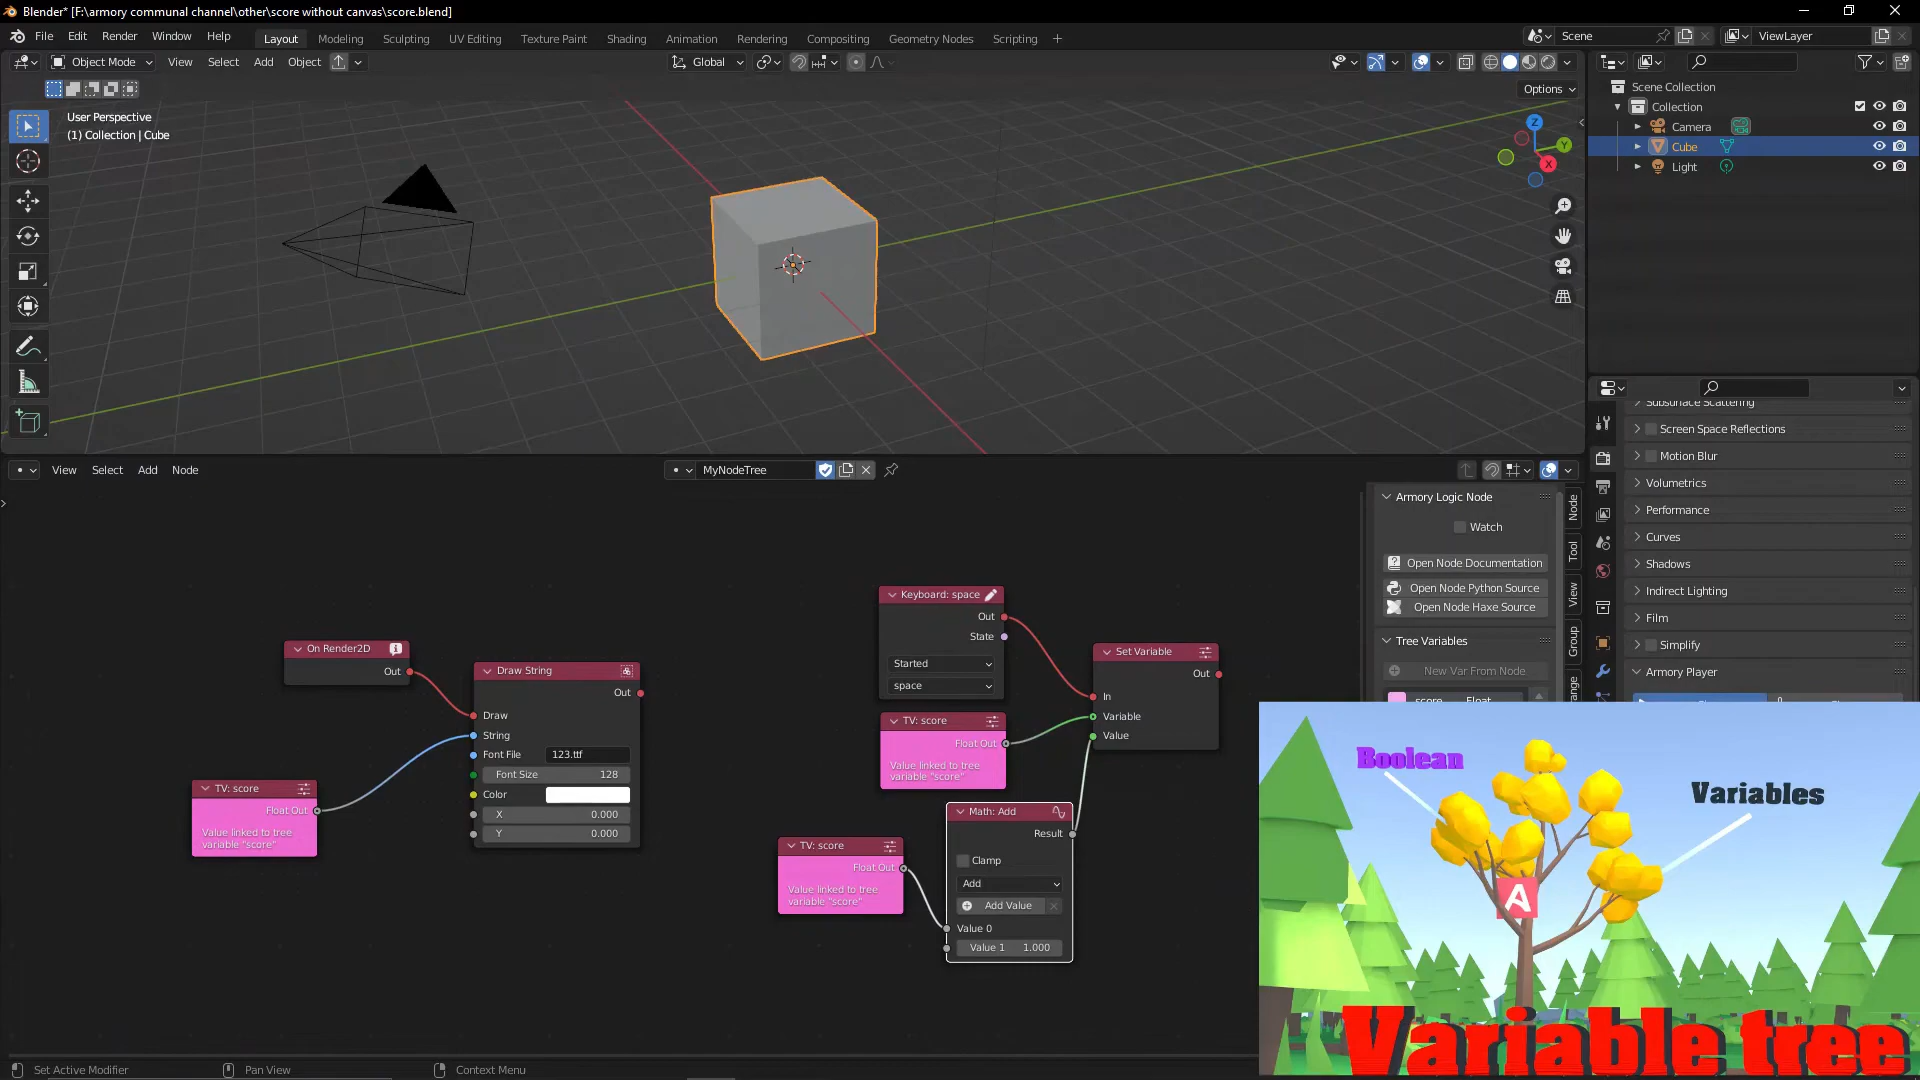 Blender* [F:\armory communal channel\other\score without canvas\score.blend]
File Edit Render Window Help
Layout Modeling Sculpting UV Editing Texture Paint Shading Animation Rendering Compositing Geometry Nodes Scripting
Scene
ViewLayer
Object Mode View Select Add Object
Global
Options
User Perspective
(1) Collection | Cube
Z
Y
X
Scene Collection
Collection
Camera
Cube
Light
Subsurface Scattering
Screen Space Reflections
Motion Blur
Volumetrics
Performance
Curves
Shadows
Indirect Lighting
Film
Simplify
Armory Player
View Select Add Node
MyNodeTree
Armory Logic Node
Watch
Open Node Documentation
Open Node Python Source
Open Node Haxe Source
Tree Variables
New Var From Node
score Float
Node
Tool
View
Group
On Render2D
Out
Draw String
Out
Draw
String
Font File 123.ttf
Font Size 128
Color
X 0.000
Y 0.000
TV: score
Float Out
Value linked to tree
variable "score"
Keyboard: space
Out
State
Started
space
TV: score
Float Out
Value linked to tree
variable "score"
Set Variable
Out
In
Variable
Value
TV: score
Float Out
Value linked to tree
variable "score"
Math: Add
Result
Clamp
Add
Add Value
Value 0
Value 1 1.000
Boolean
Variables
A
Variable tree
Set Active Modifier
Pan View
Context Menu